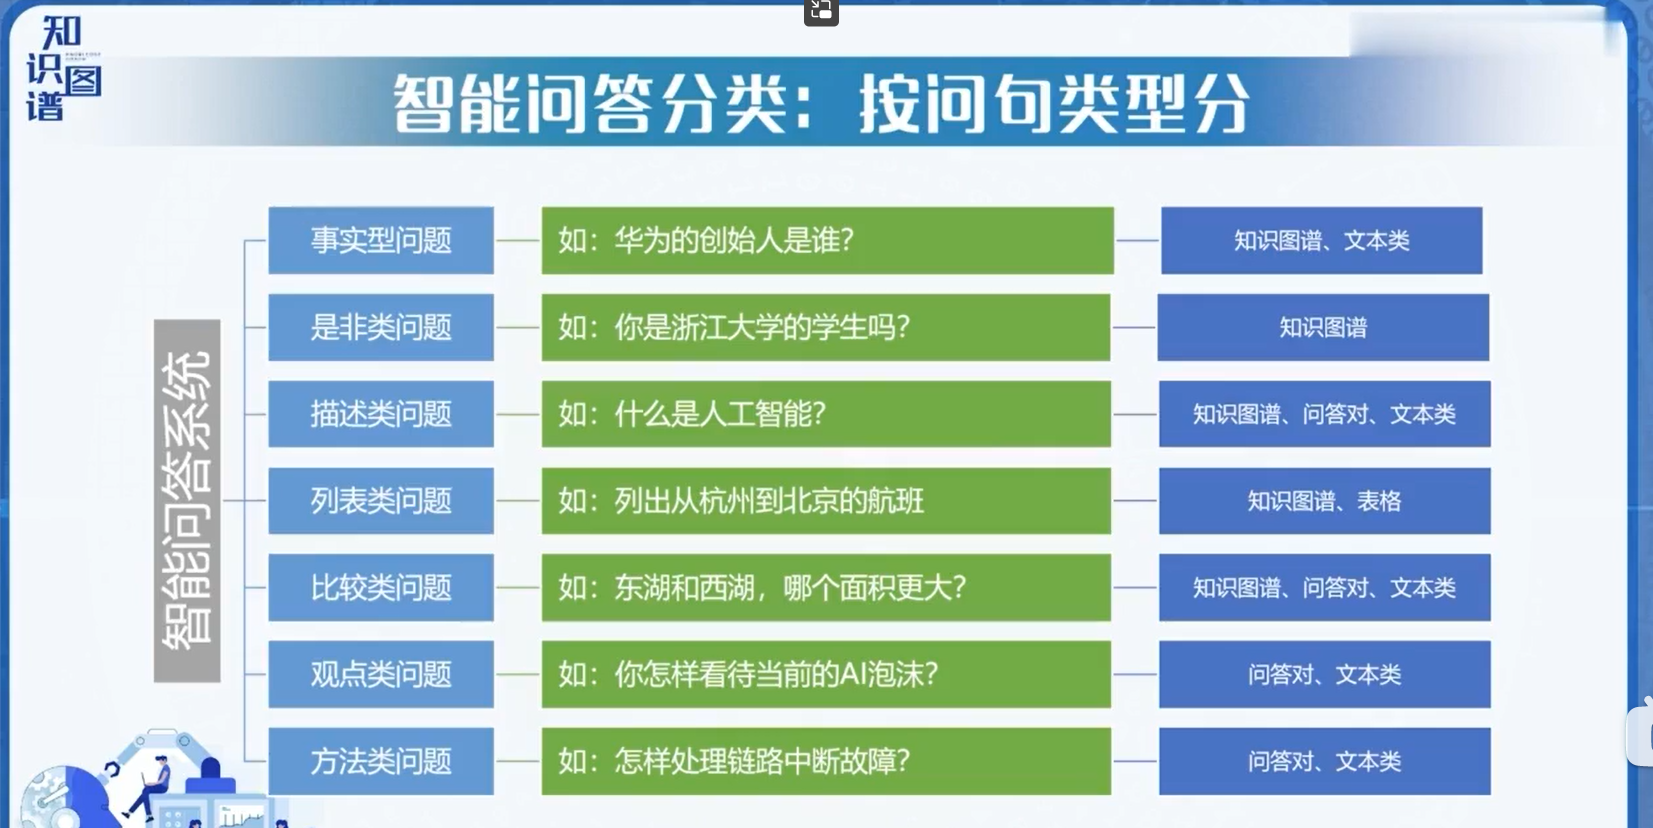 知识图谱
智能问答分类：按问句类型分
智能问答系统
事实型问题
如：华为的创始人是谁？
知识图谱、文本类
是非类问题
如：你是浙江大学的学生吗？
知识图谱
描述类问题
如：什么是人工智能？
知识图谱、问答对、文本类
列表类问题
如：列出从杭州到北京的航班
知识图谱、表格
比较类问题
如：东湖和西湖，哪个面积更大？
知识图谱、问答对、文本类
观点类问题
如：你怎样看待当前的AI泡沫？
问答对、文本类
方法类问题
如：怎样处理链路中断故障？
问答对、文本类